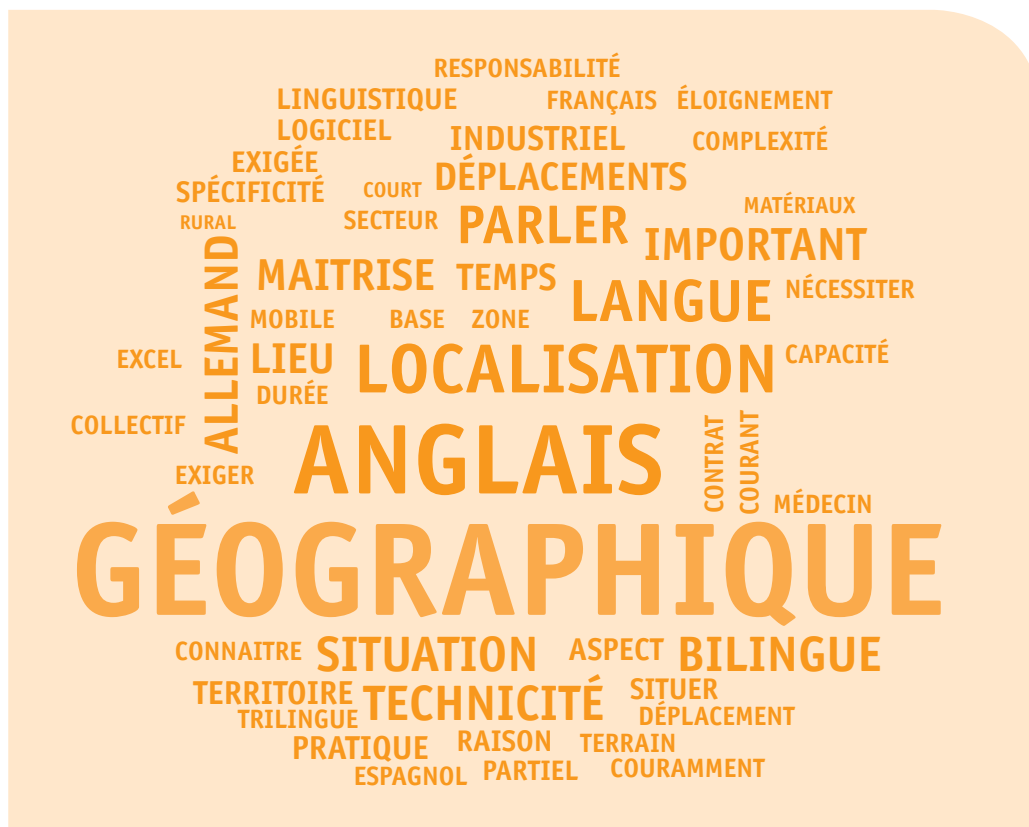 RESPONSABILITÉ
LINGUISTIQUE FRANÇAIS ÉLOIGNEMENT
LOGICIEL INDUSTRIEL COMPLEXITÉ
EXIGÉE DÉPLACEMENTS
SPÉCIFICITÉ COURT
MATÉRIAUX
RURAL SECTEUR PARLER
IMPORTANT
ALLEMAND
MAITRISE TEMPS
LANGUE NÉCESSITER
MOBILE BASE ZONE
EXCEL LIEU LOCALISATION CAPACITÉ
DURÉE
COLLECTIF
ANGLAIS
CONTRAT
COURANT
EXIGER
MÉDECIN
GÉOGRAPHIQUE
CONNAITRE SITUATION ASPECT BILINGUE
TERRITOIRE TECHNICITÉ SITUER
TRILINGUE DÉPLACEMENT
PRATIQUE RAISON TERRAIN
ESPAGNOL PARTIEL COURAMMENT